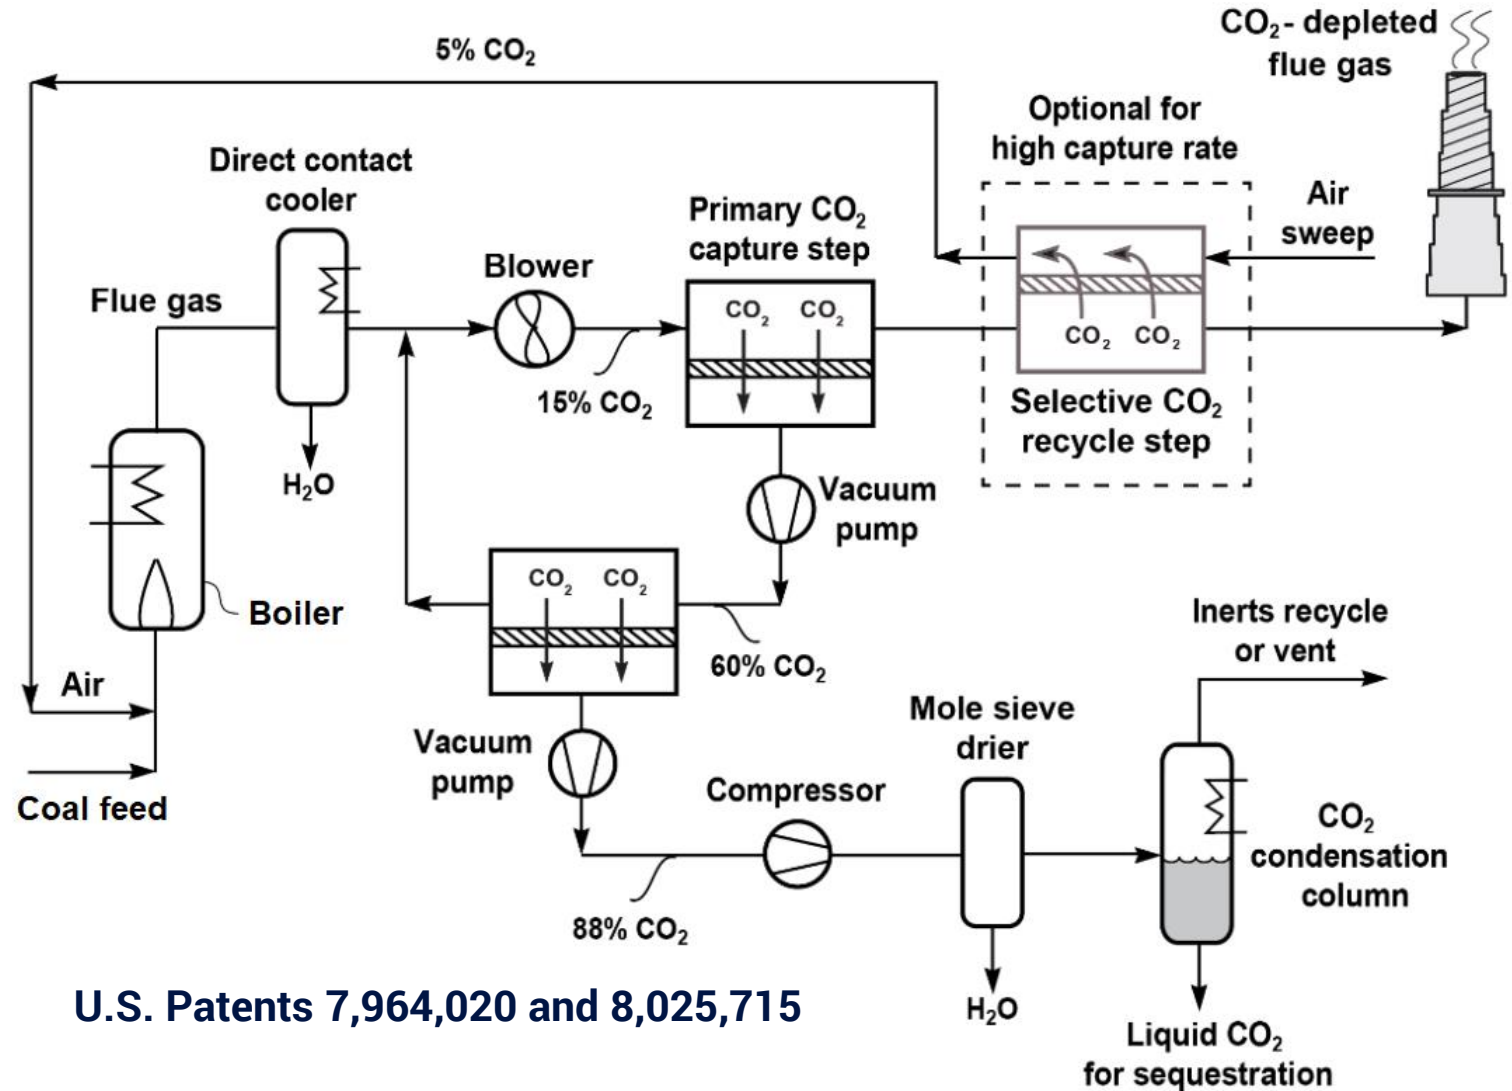 CO₂- depleted
flue gas
5% CO₂
Optional for
high capture rate
Direct contact
cooler
Air
sweep
Primary CO₂
capture step
Blower
Flue gas
CO₂ CO₂
CO₂ CO₂
15% CO₂
Selective CO₂
recycle step
H₂O
Vacuum
pump
CO₂ CO₂
Boiler
60% CO₂
Inerts recycle
or vent
Air
Mole sieve
drier
Vacuum
pump
Compressor
Coal feed
CO₂
condensation
column
88% CO₂
U.S. Patents 7,964,020 and 8,025,715
H₂O
Liquid CO₂
for sequestration